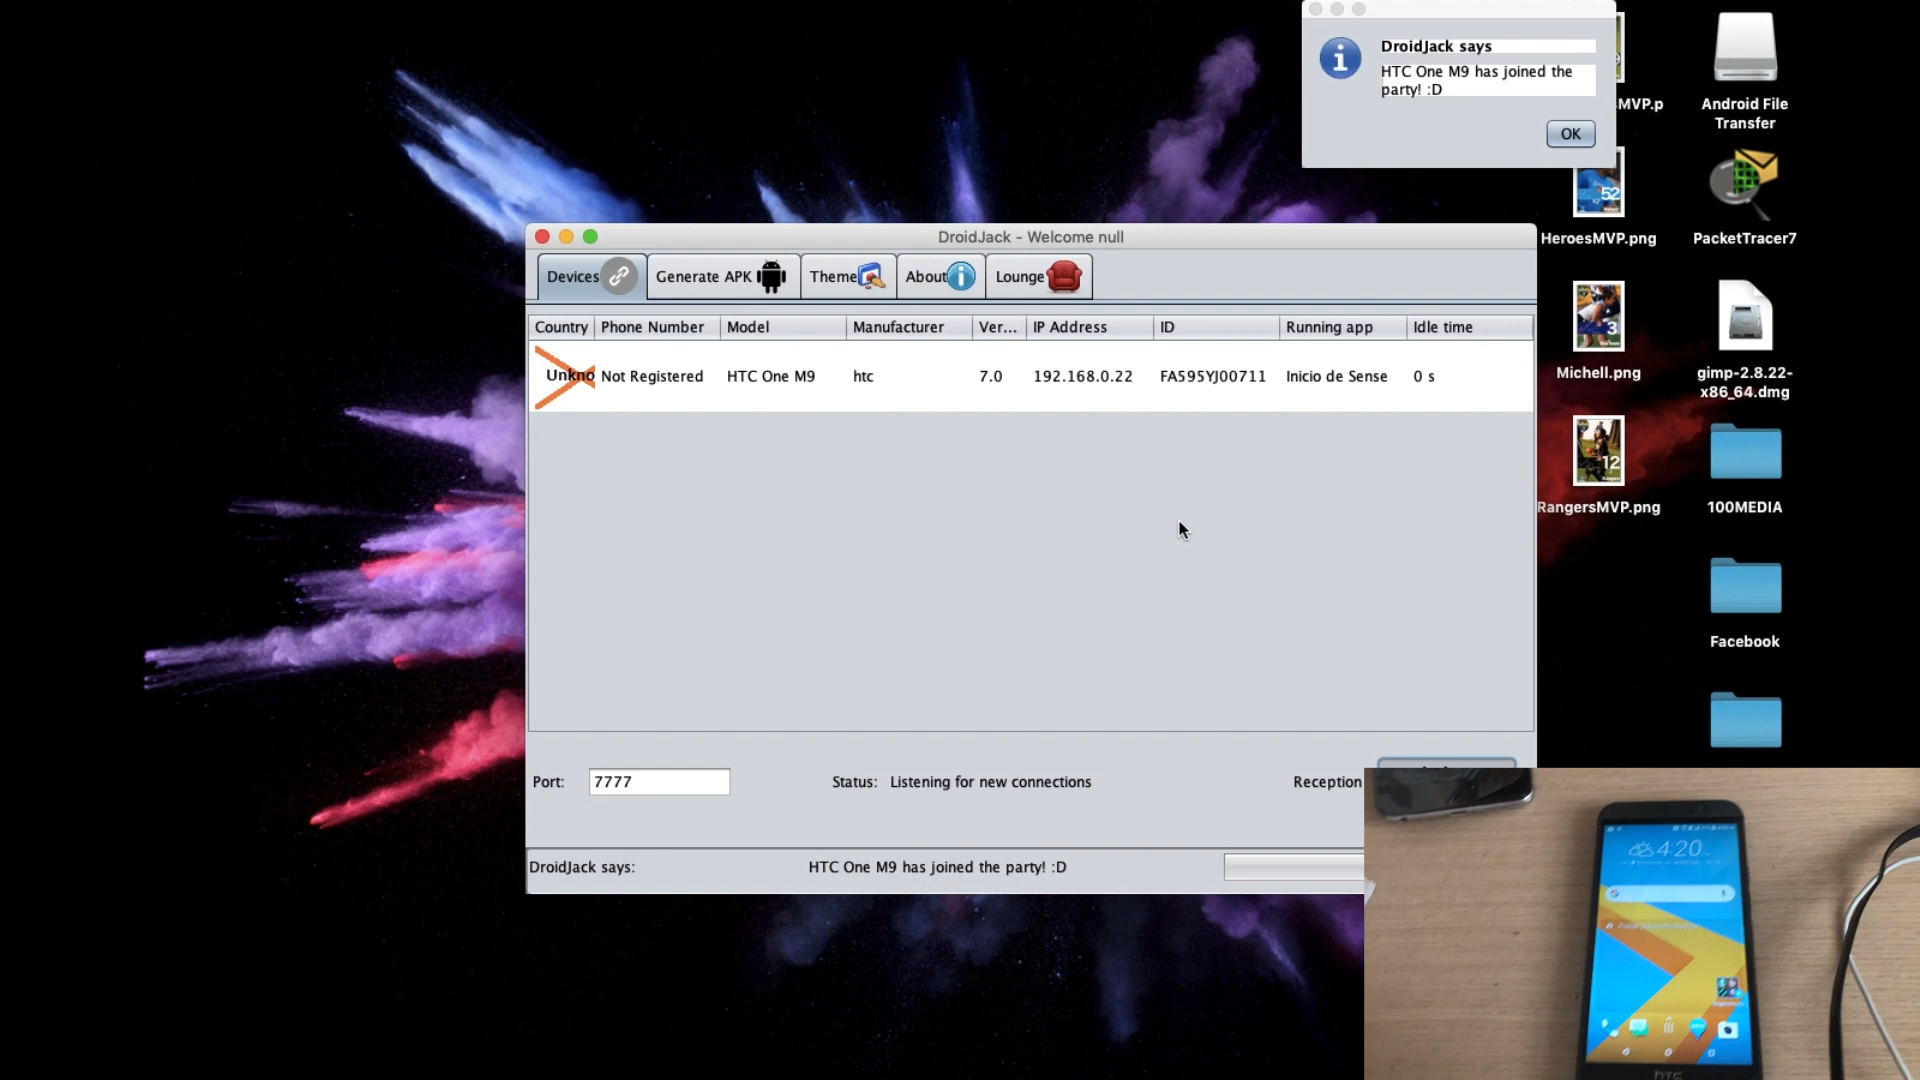 DroidJack says
HTC One M9 has joined the
party! :D
OK
MVP.p
Android File
Transfer
52
HeroesMVP.png
PacketTracer7
DroidJack - Welcome null
Devices
Generate APK
Theme
About
Lounge
Country
Phone Number
Model
Manufacturer
Ver...
IP Address
ID
Running app
Idle time
Unkno
Not Registered
HTC One M9
htc
7.0
192.168.0.22
FA595YJ00711
Inicio de Sense
0 s
3
Michell.png
gimp-2.8.22-
x86_64.dmg
12
RangersMVP.png
100MEDIA
Facebook
Port:
7777
Status:
Listening for new connections
Reception
DroidJack says:
HTC One M9 has joined the party! :D
4:20
hTC